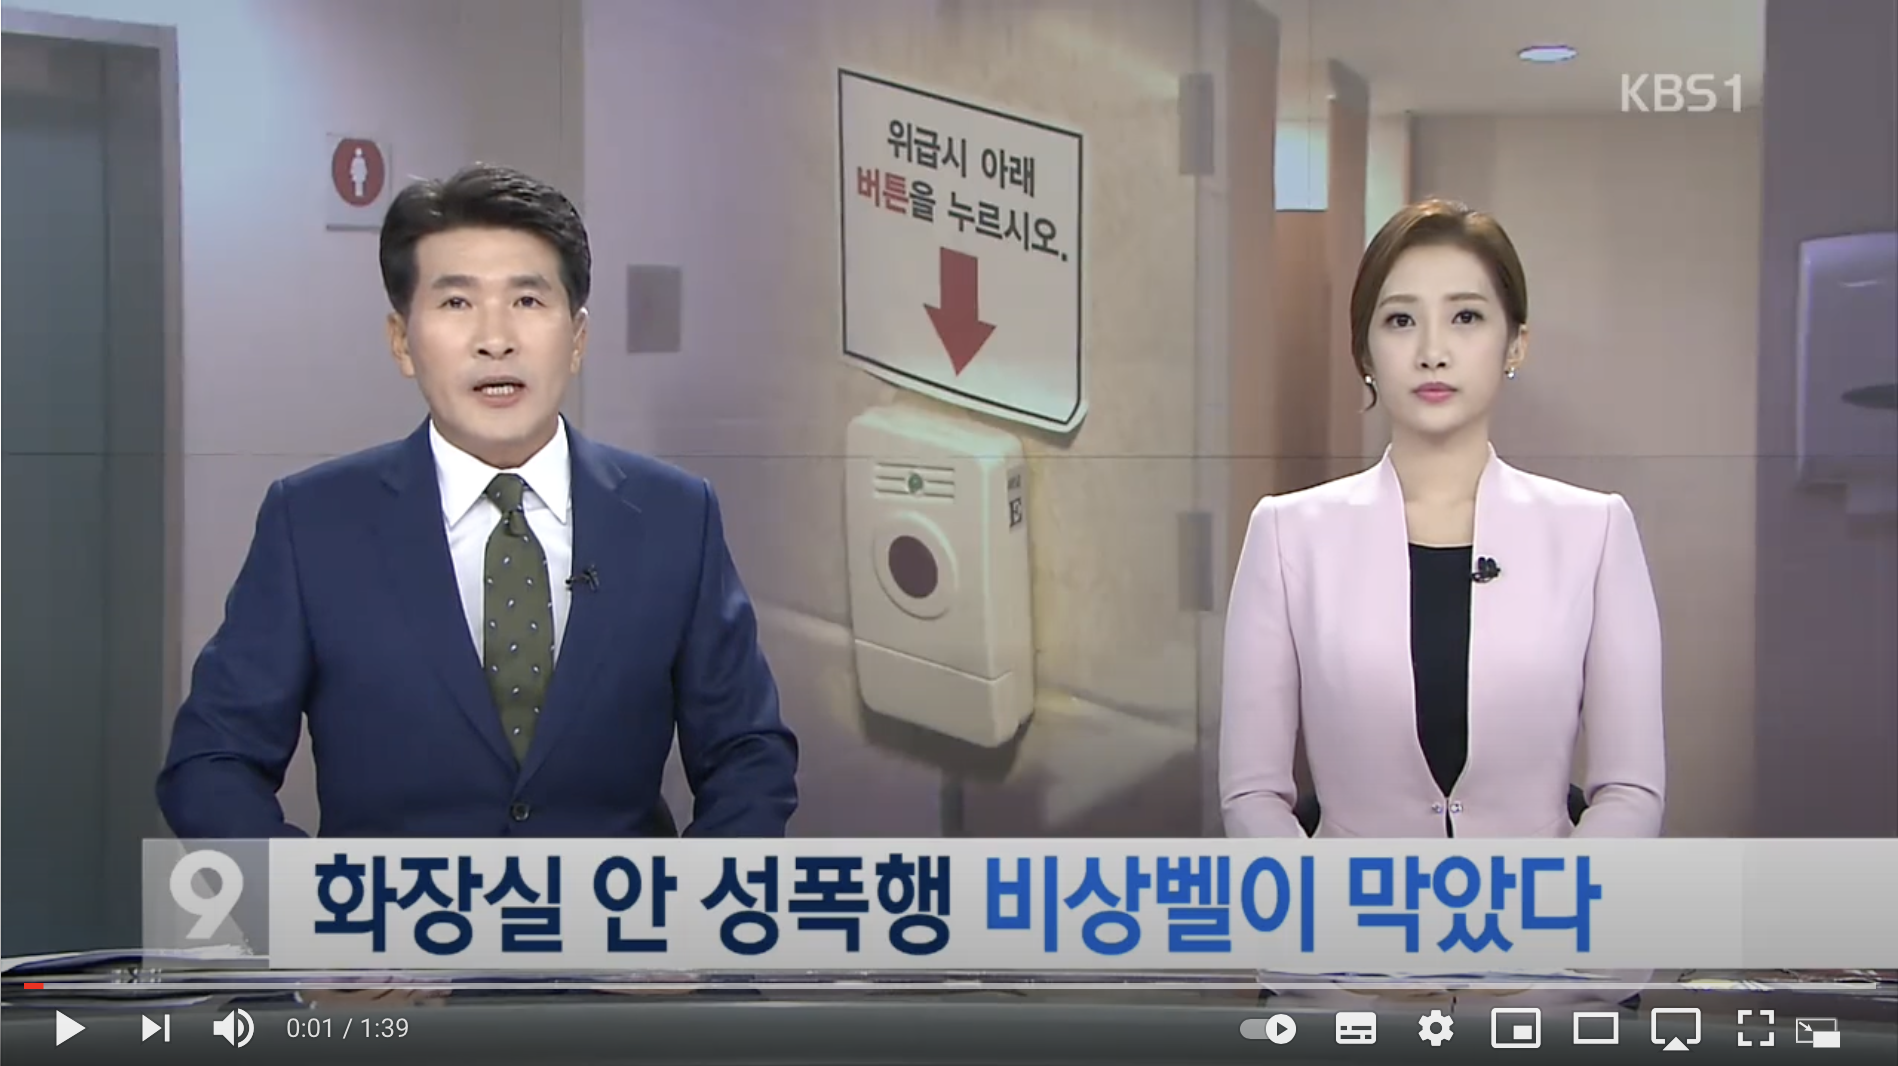 KBS1
위급시 아래
버튼을 누르시오.
E
9 화장실 안 성폭행 비상벨이 막았다
0:01 / 1:39